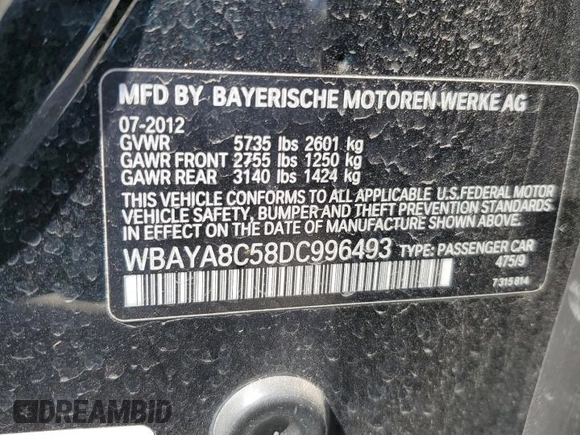 MFD BY BAYERISCHE MOTOREN WERKE AG
07-2012
GVWR 5735 lbs 2601 kg
GAWR FRONT 2755 lbs 1250 kg
GAWR REAR 3140 lbs 1424 kg
THIS VEHICLE CONFORMS TO ALL APPLICABLE U.S.FEDERAL MOTOR
VEHICLE SAFETY, BUMPER AND THEFT PREVENTION STANDARDS
IN EFFECT ON THE DATE OF MANUFACTURE SHOWN ABOVE.
WBAYA8C58DC996493 TYPE: PASSENGER CAR
475/9
7 315 814
DREAMBID